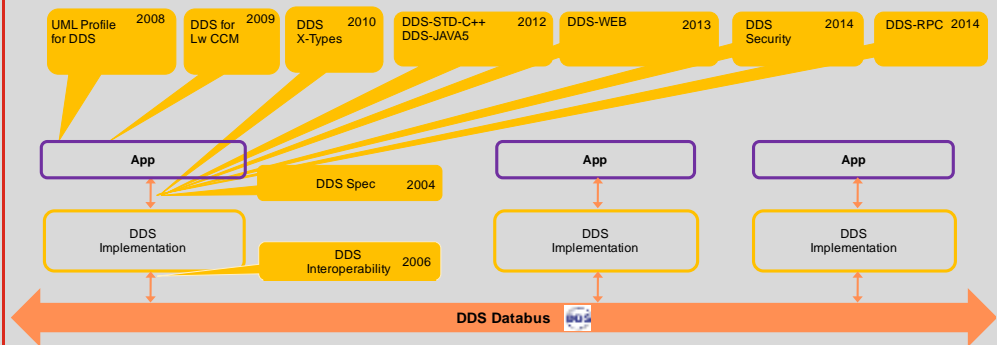 UML Profile 2008
for DDS
DDS for 2009
Lw CCM
DDS 2010
X-Types
DDS-STD-C++ 2012
DDS-JAVA5
DDS-WEB 2013
DDS 2014
Security
DDS-RPC 2014
App
App
App
DDS Spec 2004
DDS
Implementation
DDS
Implementation
DDS
Implementation
DDS
Interoperability 2006
DDS Databus
DDS